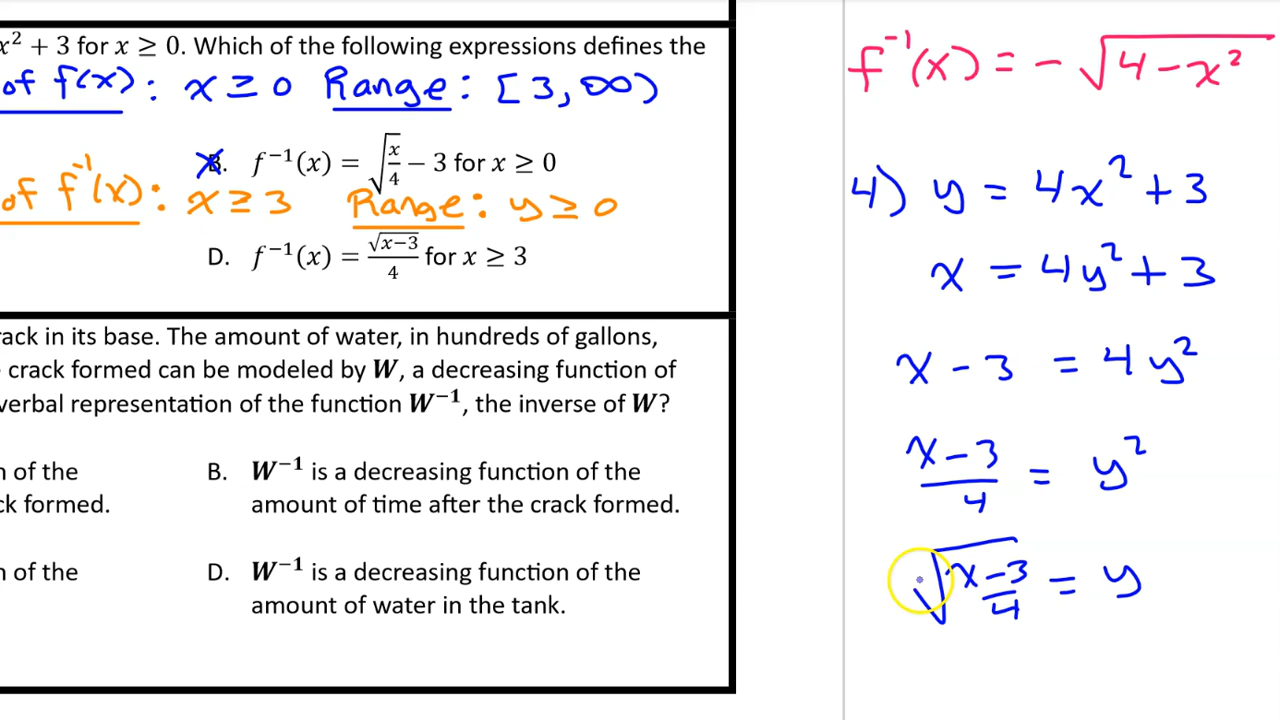 x² + 3 for x ≥ 0. Which of the following expressions defines the
of f(x): x ≥ 0 Range: [3, ∞)
B. f⁻¹(x) = √(x/4) − 3 for x ≥ 0
of f⁻¹(x): x ≥ 3 Range: y ≥ 0
D. f⁻¹(x) = √(x−3)/4 for x ≥ 3
rack in its base. The amount of water, in hundreds of gallons,
crack formed can be modeled by W, a decreasing function of
verbal representation of the function W⁻¹, the inverse of W?
n of the
ck formed.
B. W⁻¹ is a decreasing function of the
amount of time after the crack formed.
n of the
D. W⁻¹ is a decreasing function of the
amount of water in the tank.
f⁻¹(x) = − √(4 − x²)
4) y = 4x² + 3
x = 4y² + 3
x − 3 = 4y²
(x − 3)/4 = y²
√((x − 3)/4) = y